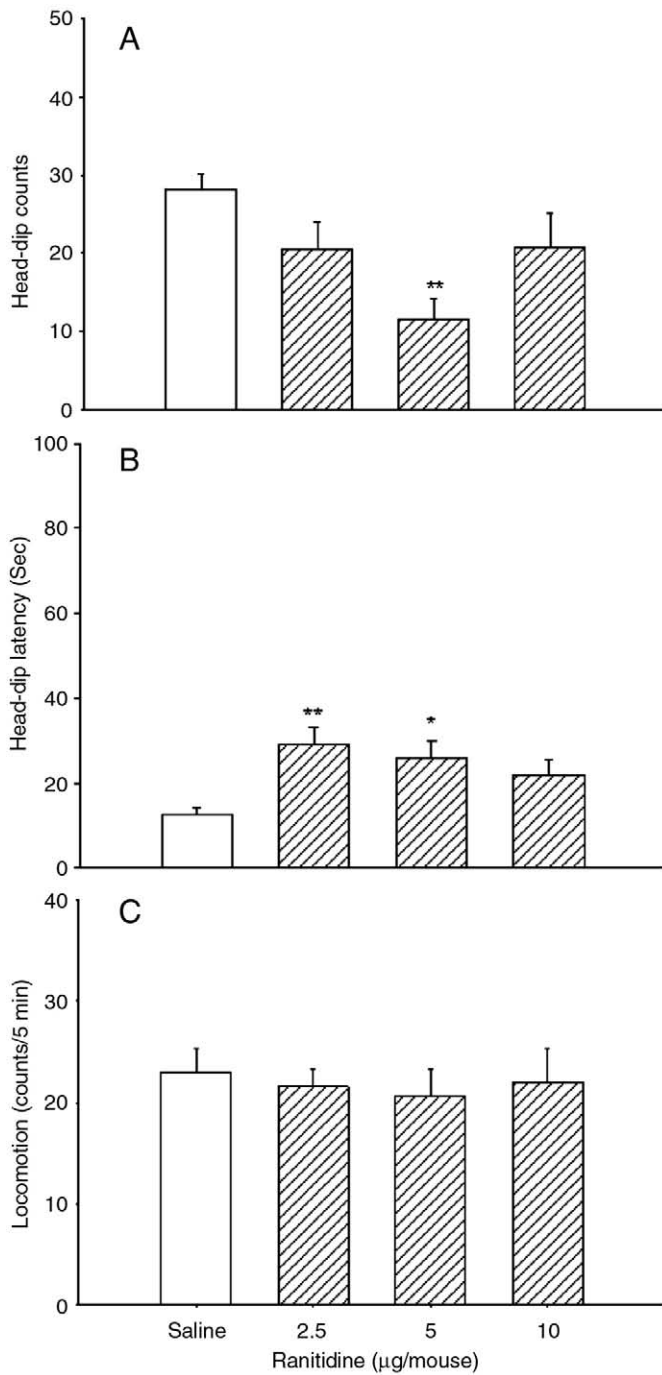 A
50
40
30
20
10
0
Head-dip counts
**
B
100
80
60
40
20
0
Head-dip latency (Sec)
**
*
C
40
30
20
10
0
Locomotion (counts/5 min)
Saline 2.5 5 10
Ranitidine (μg/mouse)